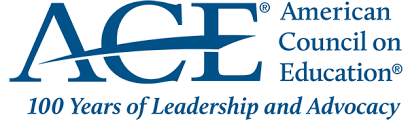 ACE® American
Council on
Education®
100 Years of Leadership and Advocacy